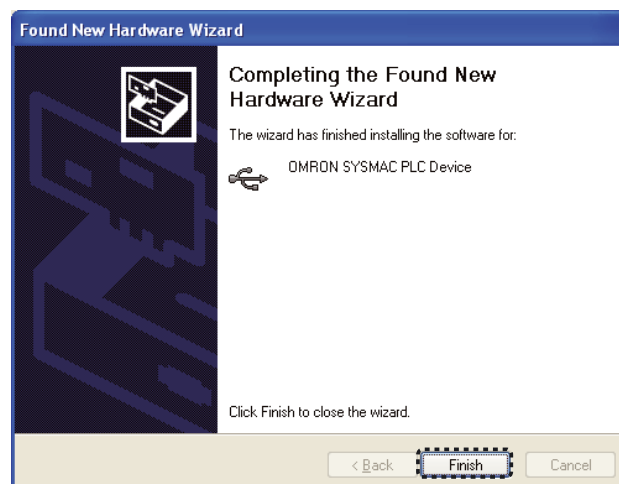 Found New Hardware Wizard
Completing the Found New
Hardware Wizard
The wizard has finished installing the software for:
OMRON SYSMAC PLC Device
Click Finish to close the wizard.
< Back
Finish
Cancel